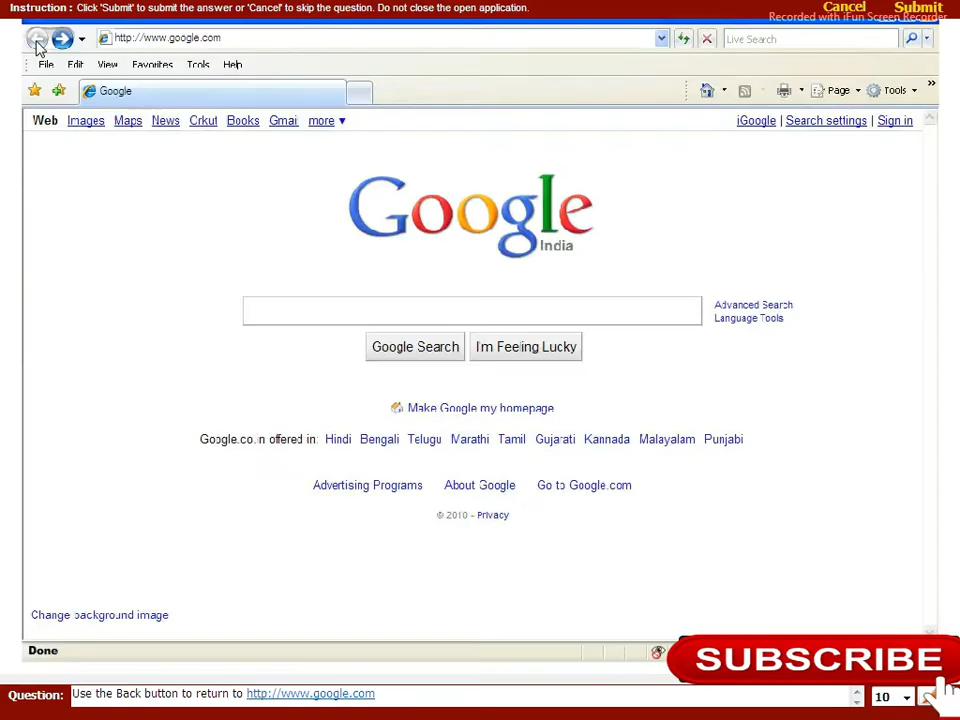 Instruction : Click 'Submit' to submit the answer or 'Cancel' to skip the question. Do not close the open application.
Cancel Submit
Recorded with iFun Screen Recorder
http://www.google.com
Live Search
File Edit View Favorites Tools Help
Google
Page Tools
Web Images Maps News Crkut Books Gmai more ▼
iGoogle | Search settings | Sign in
Google
India
Advanced Search
Language Tools
Google Search I'm Feeling Lucky
Make Google my homepage
Google.co.in offered in: Hindi Bengali Telugu Marathi Tamil Gujarati Kannada Malayalam Punjabi
Advertising Programs About Google Go to Google.com
© 2010 - Privacy
Change background image
Done
SUBSCRIBE
Question: Use the Back button to return to http://www.google.com
10